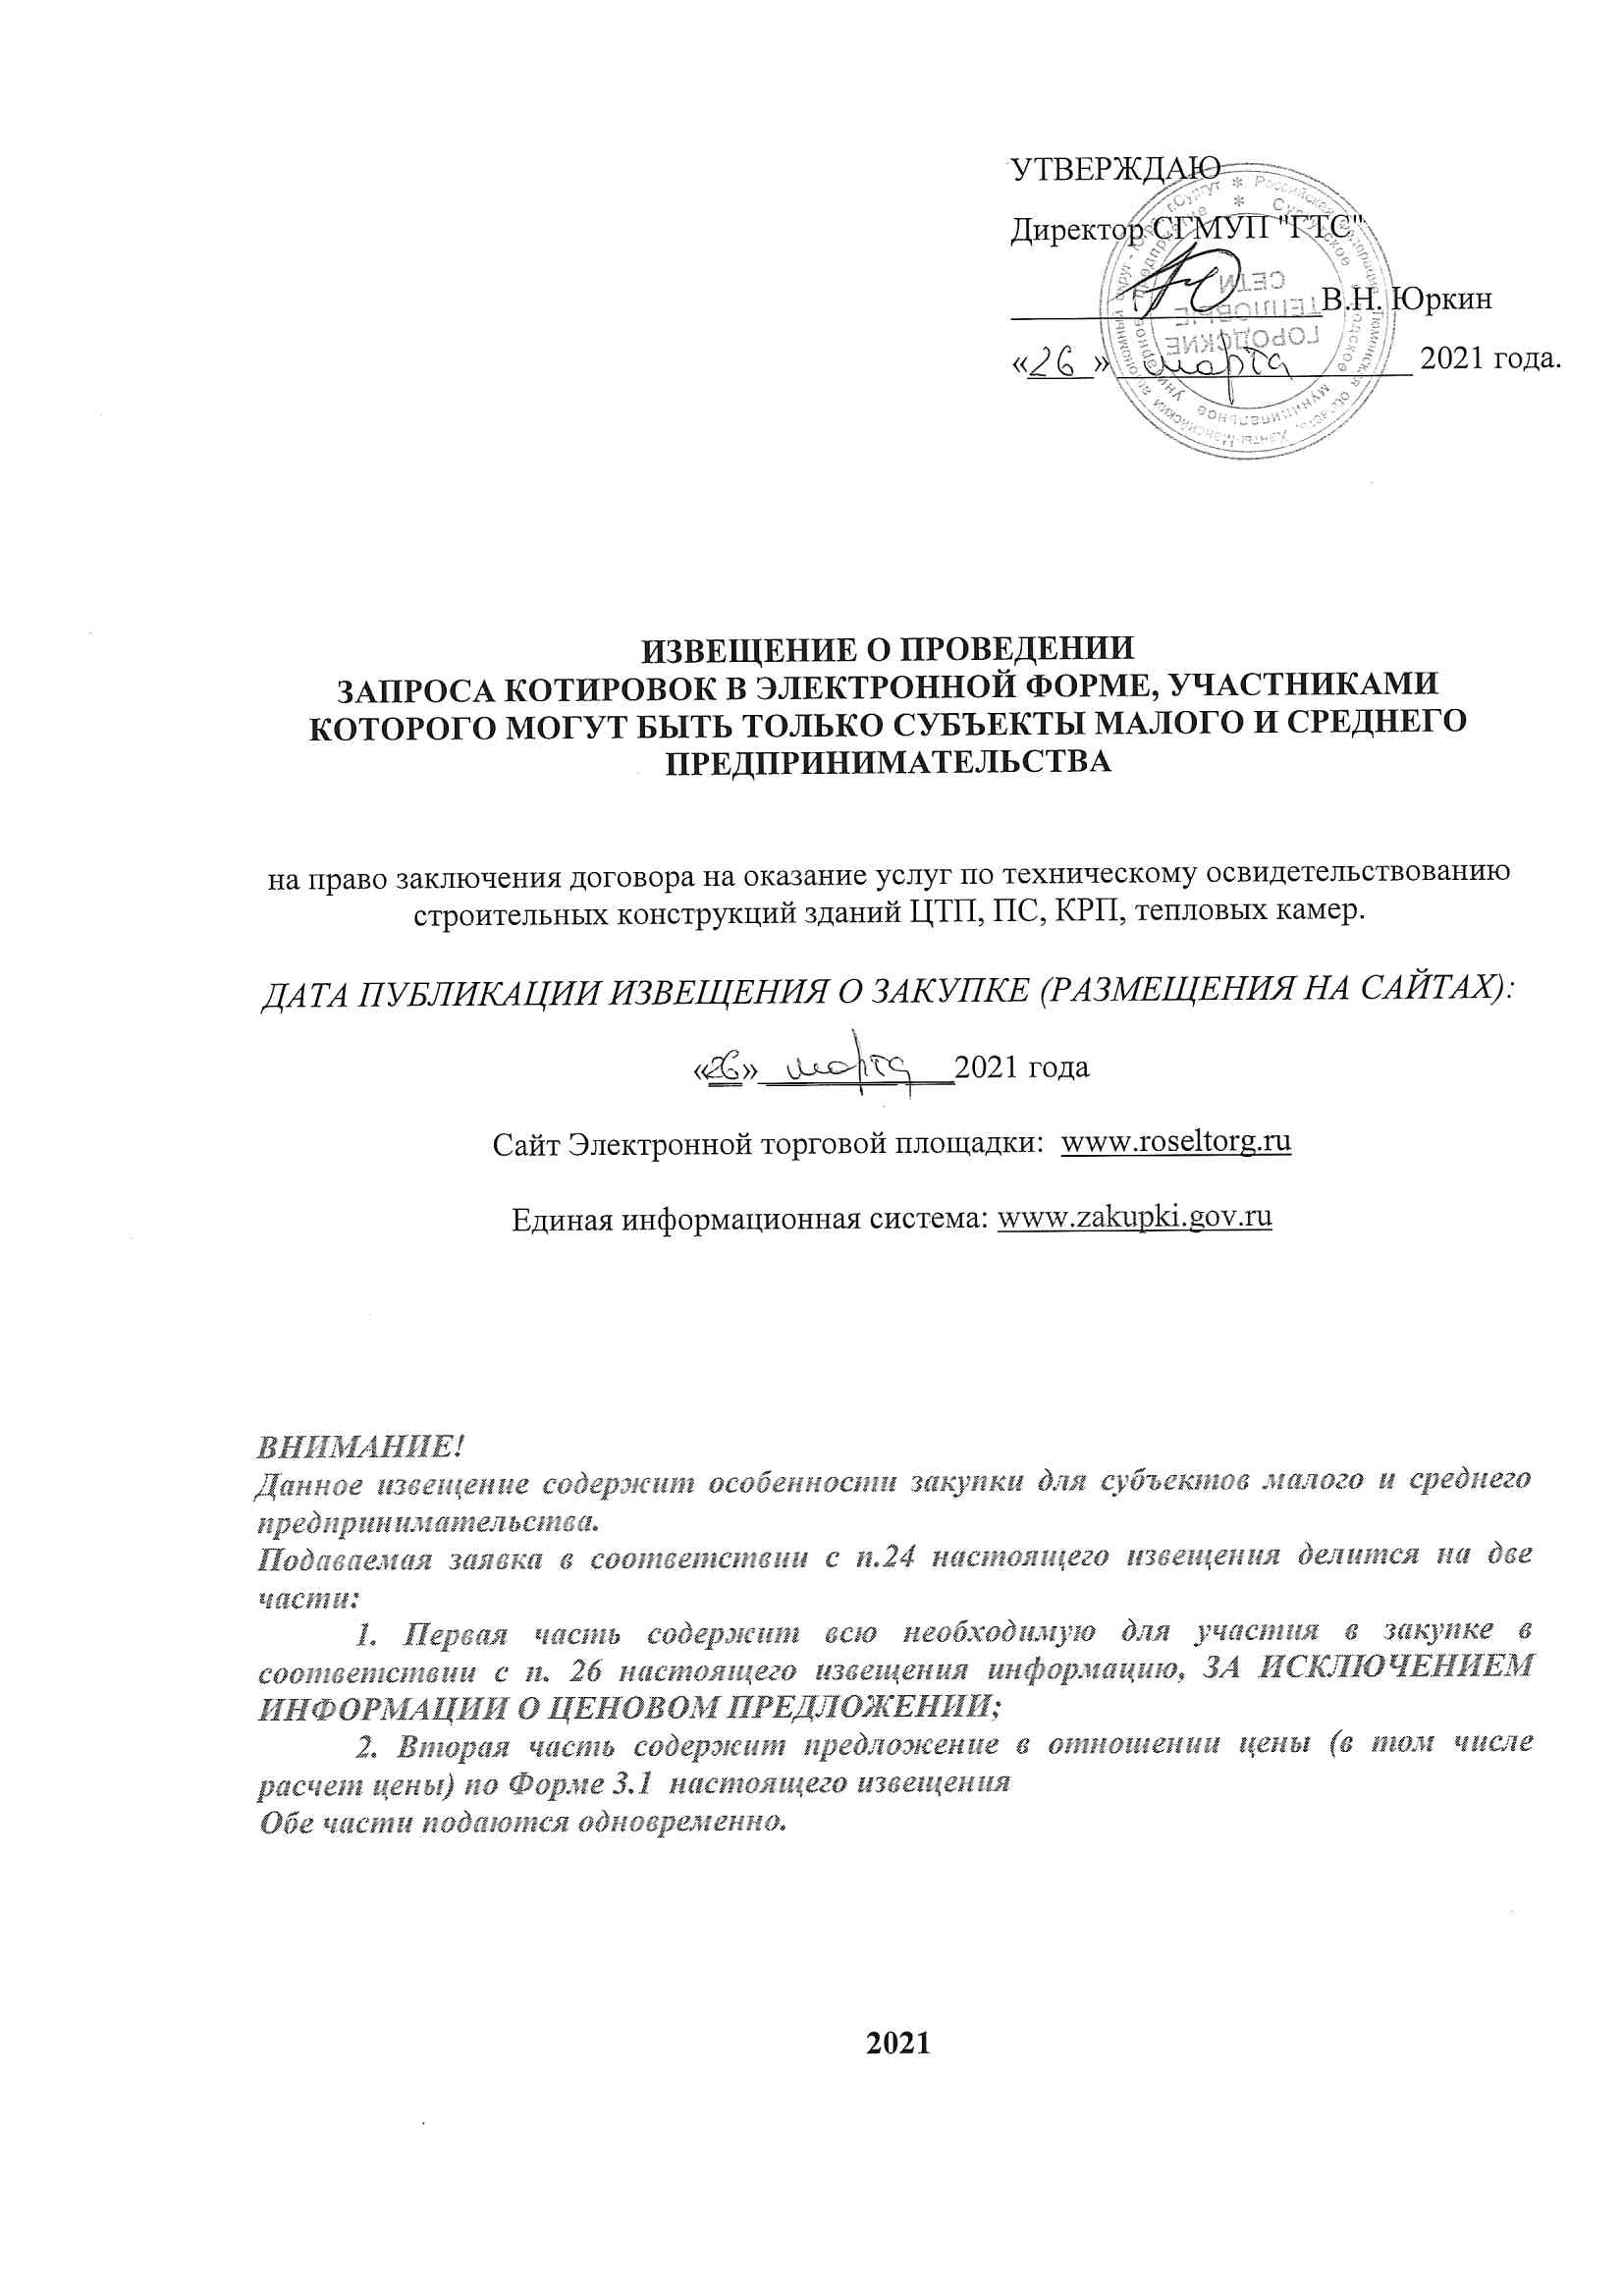 УТВЕРЖДАЮ
Директор СГМУП "ГТС"
В.Н. Юркин
«26» марта 2021 года.
ГОРОДСКИЕ
ТЕПЛОВЫЕ
СЕТИ
ИЗВЕЩЕНИЕ О ПРОВЕДЕНИИ
ЗАПРОСА КОТИРОВОК В ЭЛЕКТРОННОЙ ФОРМЕ, УЧАСТНИКАМИ
КОТОРОГО МОГУТ БЫТЬ ТОЛЬКО СУБЪЕКТЫ МАЛОГО И СРЕДНЕГО
ПРЕДПРИНИМАТЕЛЬСТВА
на право заключения договора на оказание услуг по техническому освидетельствованию
строительных конструкций зданий ЦТП, ПС, КРП, тепловых камер.
ДАТА ПУБЛИКАЦИИ ИЗВЕЩЕНИЯ О ЗАКУПКЕ (РАЗМЕЩЕНИЯ НА САЙТАХ):
«26» марта 2021 года
Сайт Электронной торговой площадки: www.roseltorg.ru
Единая информационная система: www.zakupki.gov.ru
ВНИМАНИЕ!
Данное извещение содержит особенности закупки для субъектов малого и среднего
предпринимательства.
Подаваемая заявка в соответствии с п.24 настоящего извещения делится на две
части:
1. Первая часть содержит всю необходимую для участия в закупке в
соответствии с п. 26 настоящего извещения информацию, ЗА ИСКЛЮЧЕНИЕМ
ИНФОРМАЦИИ О ЦЕНОВОМ ПРЕДЛОЖЕНИИ;
2. Вторая часть содержит предложение в отношении цены (в том числе
расчет цены) по Форме 3.1 настоящего извещения
Обе части подаются одновременно.
2021